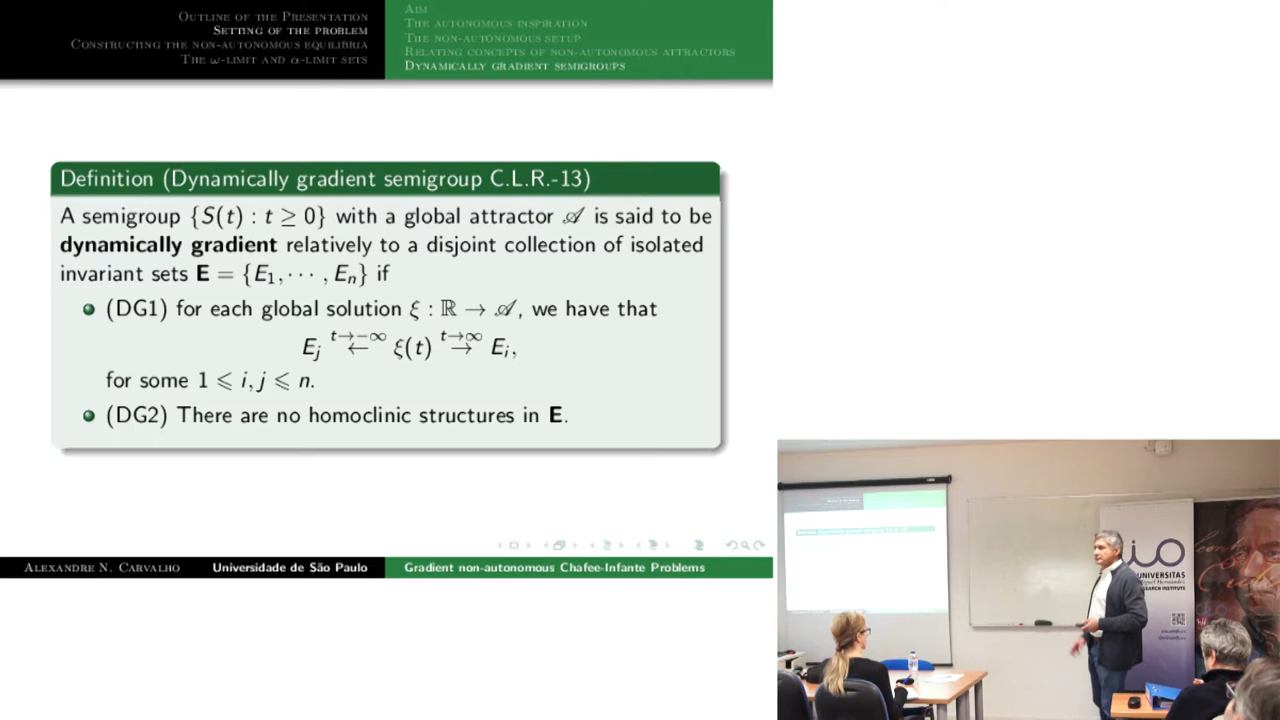 OUTLINE OF THE PRESENTATION
SETTING OF THE PROBLEM
CONSTRUCTING THE NON-AUTONOMOUS EQUILIBRIA
THE ω-LIMIT AND α-LIMIT SETS
AIM
THE AUTONOMOUS INSPIRATION
THE NON-AUTONOMOUS SETUP
RELATING CONCEPTS OF NON-AUTONOMOUS ATTRACTORS
DYNAMICALLY GRADIENT SEMIGROUPS
Definition (Dynamically gradient semigroup C.L.R.-13)
A semigroup {S(t) : t ≥ 0} with a global attractor 𝒜 is said to be
dynamically gradient relatively to a disjoint collection of isolated
invariant sets E = {E₁, ⋯ , Eₙ} if
(DG1) for each global solution ξ : ℝ → 𝒜, we have that
Eⱼ ←(t→−∞) ξ(t) →(t→∞) Eᵢ,
for some 1 ⩽ i, j ⩽ n.
(DG2) There are no homoclinic structures in E.
ALEXANDRE N. CARVALHO Universidade de São Paulo Gradient non-autonomous Chafee-Infante Problems
UNIVERSITAS
Miguel Hernández